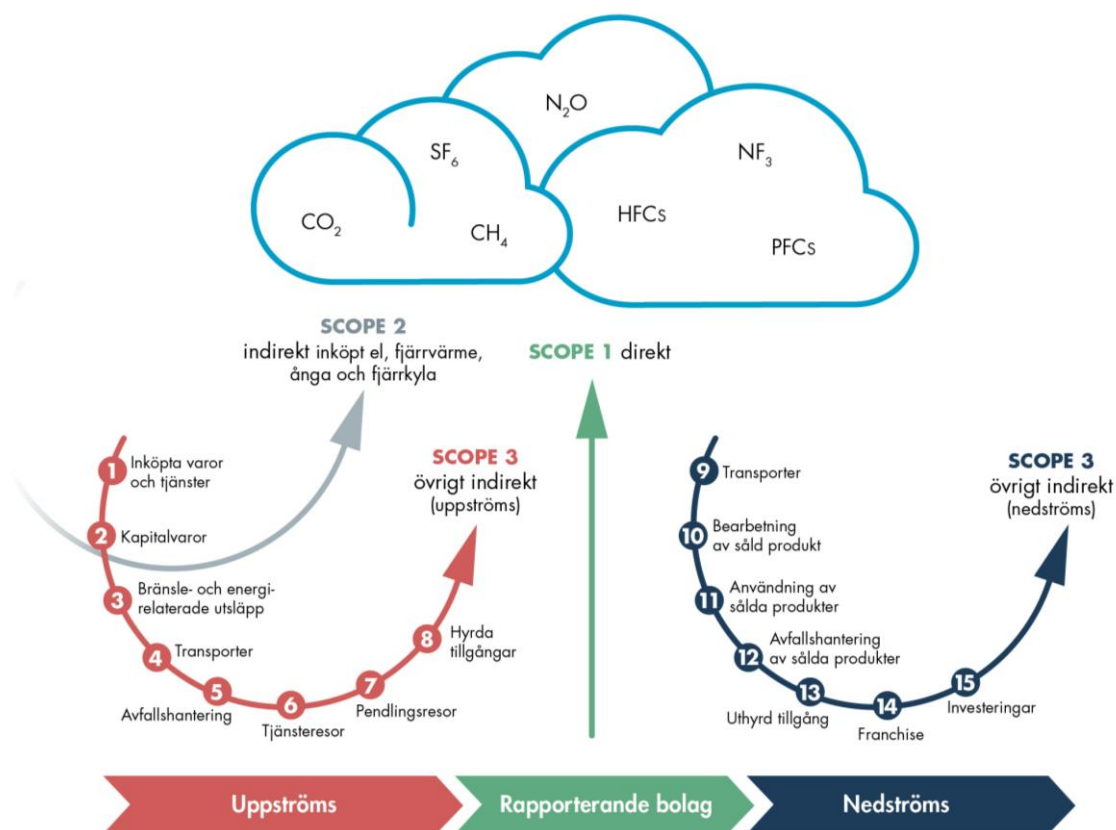 N₂O
SF₆
NF₃
CO₂
CH₄
HFCs
PFCs
SCOPE 2
indirekt inköpt el, fjärrvärme,
ånga och fjärrkyla
SCOPE 1 direkt
1 Inköpta varor
och tjänster
2 Kapitalvaror
3 Bränsle- och energi-
relaterade utsläpp
4 Transporter
5 Avfallshantering
6 Tjänsteresor
7 Pendlingsresor
8 Hyrda
tillgångar
SCOPE 3
övrigt indirekt
(uppströms)
9 Transporter
10 Bearbetning
av såld produkt
11 Användning av
sålda produkter
12 Avfallshantering
av sålda produkter
13 Uthyrd tillgång
14 Franchise
15 Investeringar
SCOPE 3
övrigt indirekt
(nedströms)
Uppströms
Rapporterande bolag
Nedströms